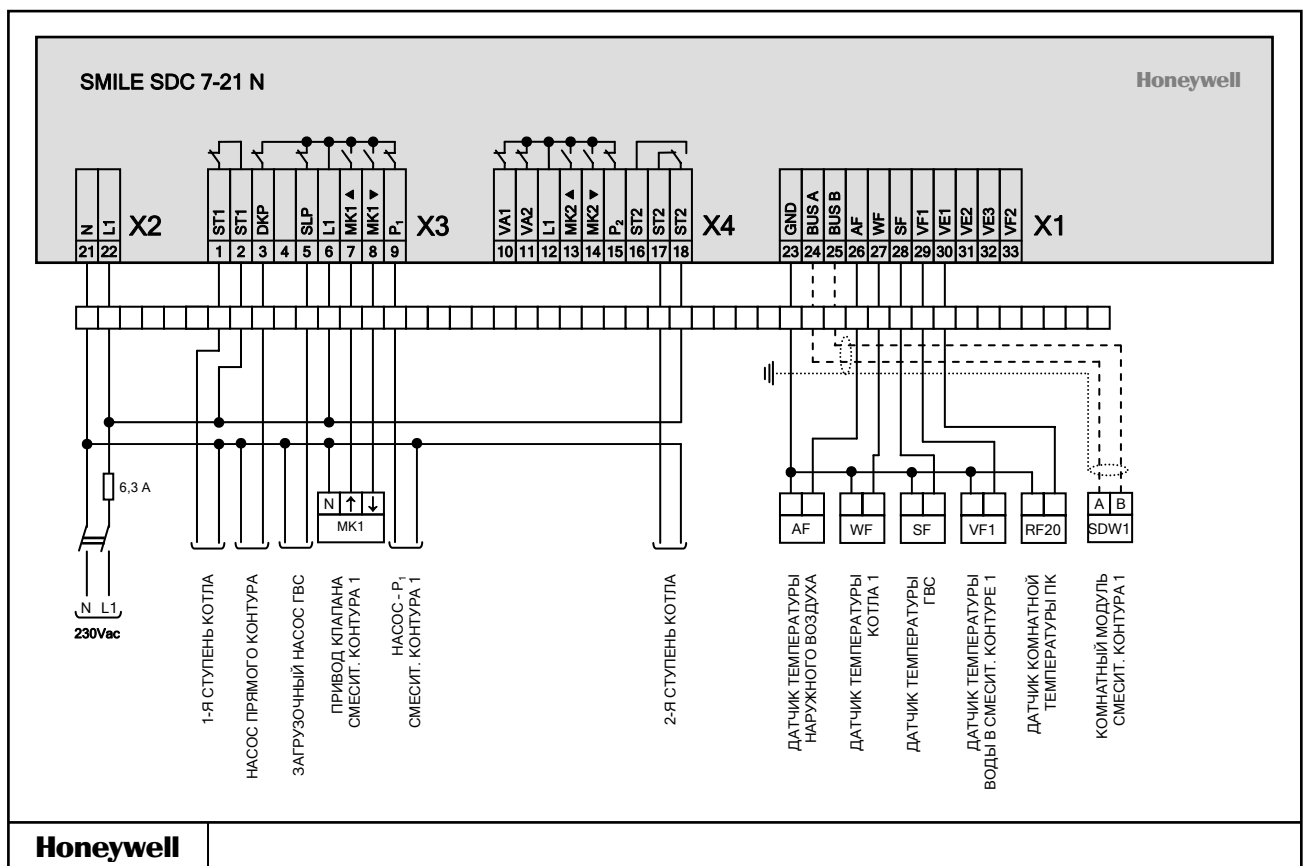 SMILE SDC 7-21 N
Honeywell
N L1
X2
ST1 ST1 DKP SLP L1 MK1 ◄ MK1 ► P1
X3
VA1 VA2 L1 MK2 ◄ MK2 ► P2 ST2 ST2 ST2
X4
GND BUS A BUS B AF WF SF VF1 VE1 VE2 VE3 VF2
X1
21 22
1 2 3 4 5 6 7 8 9
10 11 12 13 14 15 16 17 18
23 24 25 26 27 28 29 30 31 32 33
6,3 A
N ↑ ↓
MK1
A B
AF
WF
SF
VF1
RF20
SDW1
N L1
230Vac
1-Я СТУПЕНЬ КОТЛА
НАСОС ПРЯМОГО КОНТУРА
ЗАГРУЗОЧНЫЙ НАСОС ГВС
ПРИВОД КЛАПАНА
СМЕСИТ. КОНТУРА 1
НАСОС - P1
СМЕСИТ. КОНТУРА 1
2-Я СТУПЕНЬ КОТЛА
ДАТЧИК ТЕМПЕРАТУРЫ
НАРУЖНОГО ВОЗДУХА
ДАТЧИК ТЕМПЕРАТУРЫ
КОТЛА 1
ДАТЧИК ТЕМПЕРАТУРЫ
ГВС
ДАТЧИК ТЕМПЕРАТУРЫ
ВОДЫ В СМЕСИТ. КОНТУРЕ 1
ДАТЧИК КОМНАТНОЙ
ТЕМПЕРАТУРЫ ПК
КОМНАТНЫЙ МОДУЛЬ
СМЕСИТ. КОНТУРА 1
Honeywell